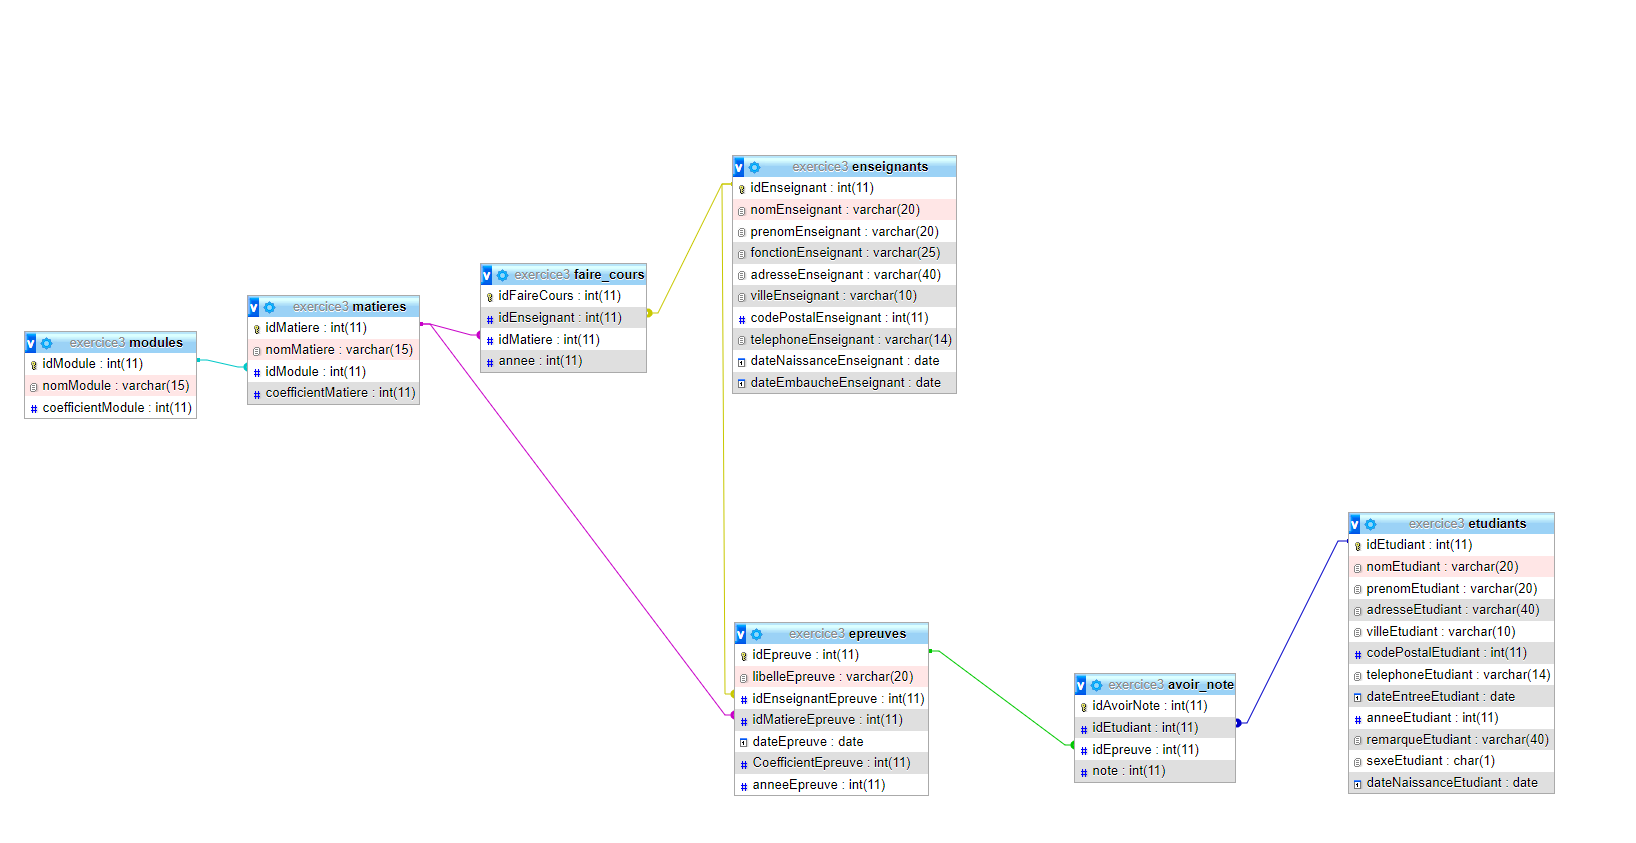 exercice3 modules
idModule : int(11)
nomModule : varchar(15)
coefficientModule : int(11)
exercice3 matieres
idMatiere : int(11)
nomMatiere : varchar(15)
idModule : int(11)
coefficientMatiere : int(11)
exercice3 faire_cours
idFaireCours : int(11)
idEnseignant : int(11)
idMatiere : int(11)
annee : int(11)
exercice3 enseignants
idEnseignant : int(11)
nomEnseignant : varchar(20)
prenomEnseignant : varchar(20)
fonctionEnseignant : varchar(25)
adresseEnseignant : varchar(40)
villeEnseignant : varchar(10)
codePostalEnseignant : int(11)
telephoneEnseignant : varchar(14)
dateNaissanceEnseignant : date
dateEmbaucheEnseignant : date
exercice3 epreuves
idEpreuve : int(11)
libelleEpreuve : varchar(20)
idEnseignantEpreuve : int(11)
idMatiereEpreuve : int(11)
dateEpreuve : date
CoefficientEpreuve : int(11)
anneeEpreuve : int(11)
exercice3 avoir_note
idAvoirNote : int(11)
idEtudiant : int(11)
idEpreuve : int(11)
note : int(11)
exercice3 etudiants
idEtudiant : int(11)
nomEtudiant : varchar(20)
prenomEtudiant : varchar(20)
adresseEtudiant : varchar(40)
villeEtudiant : varchar(10)
codePostalEtudiant : int(11)
telephoneEtudiant : varchar(14)
dateEntreeEtudiant : date
anneeEtudiant : int(11)
remarqueEtudiant : varchar(40)
sexeEtudiant : char(1)
dateNaissanceEtudiant : date